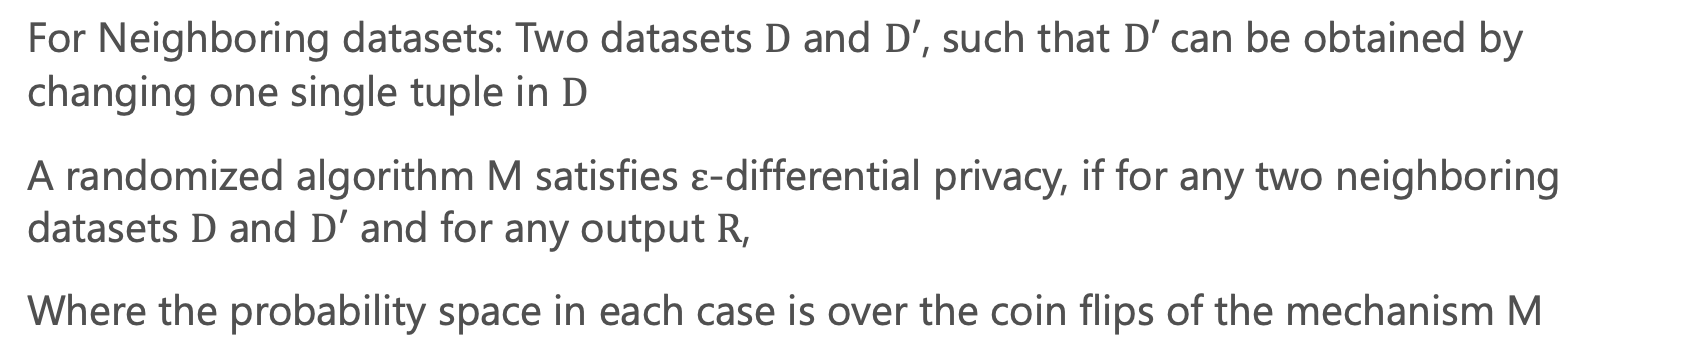 For Neighboring datasets: Two datasets D and D′, such that D′ can be obtained by
changing one single tuple in D
A randomized algorithm M satisfies ε-differential privacy, if for any two neighboring
datasets D and D′ and for any output R,
Where the probability space in each case is over the coin flips of the mechanism M